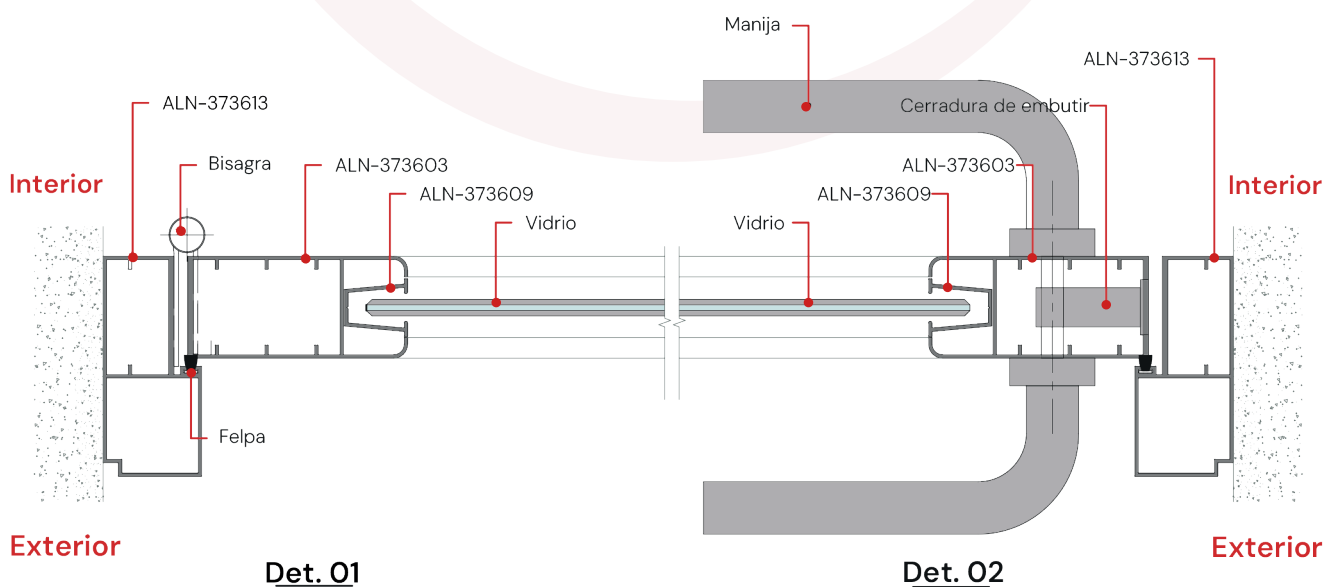 Manija
ALN-373613
ALN-373613
Cerradura de embutir
Bisagra
ALN-373603
ALN-373603
Interior
Interior
ALN-373609
ALN-373609
Vidrio
Vidrio
Felpa
Exterior
Exterior
Det. 01
Det. 02